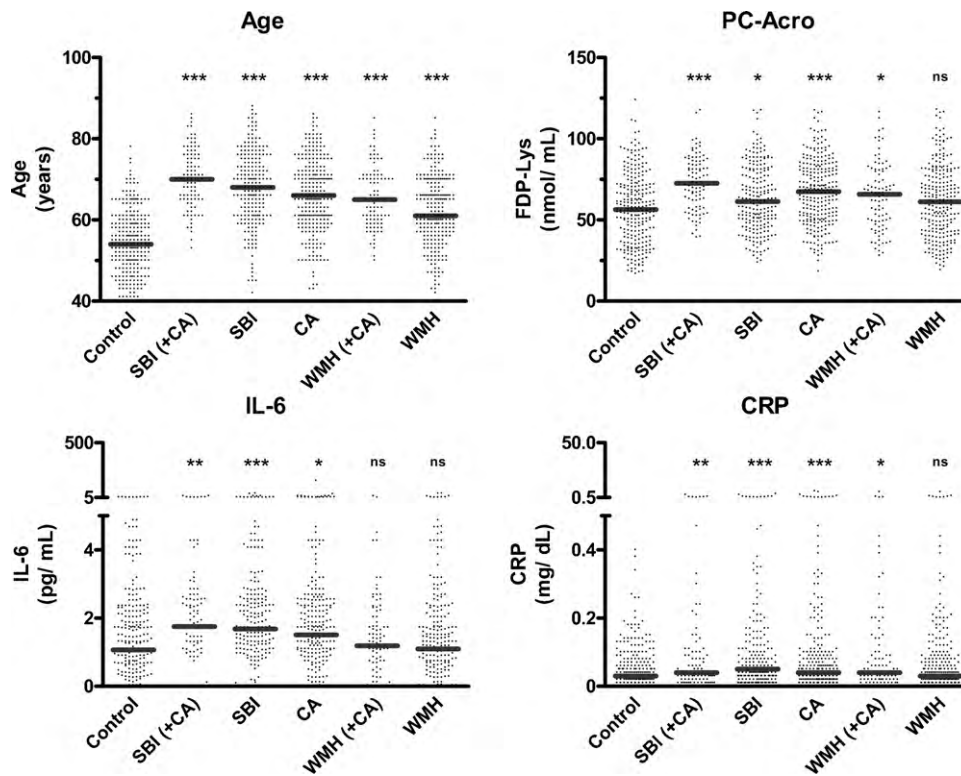 Age
100
80
60
40
Age
(years)
***
***
***
***
***
Control
SBI (+CA)
SBI
CA
WMH (+CA)
WMH
PC-Acro
150
100
50
0
FDP-Lys
(nmol/ mL)
***
*
***
*
ns
Control
SBI (+CA)
SBI
CA
WMH (+CA)
WMH
IL-6
500
5
4
2
0
IL-6
(pg/ mL)
**
***
*
ns
ns
Control
SBI (+CA)
SBI
CA
WMH (+CA)
WMH
CRP
50.0
0.5
0.4
0.2
0
CRP
(mg/ dL)
**
***
***
*
ns
Control
SBI (+CA)
SBI
CA
WMH (+CA)
WMH